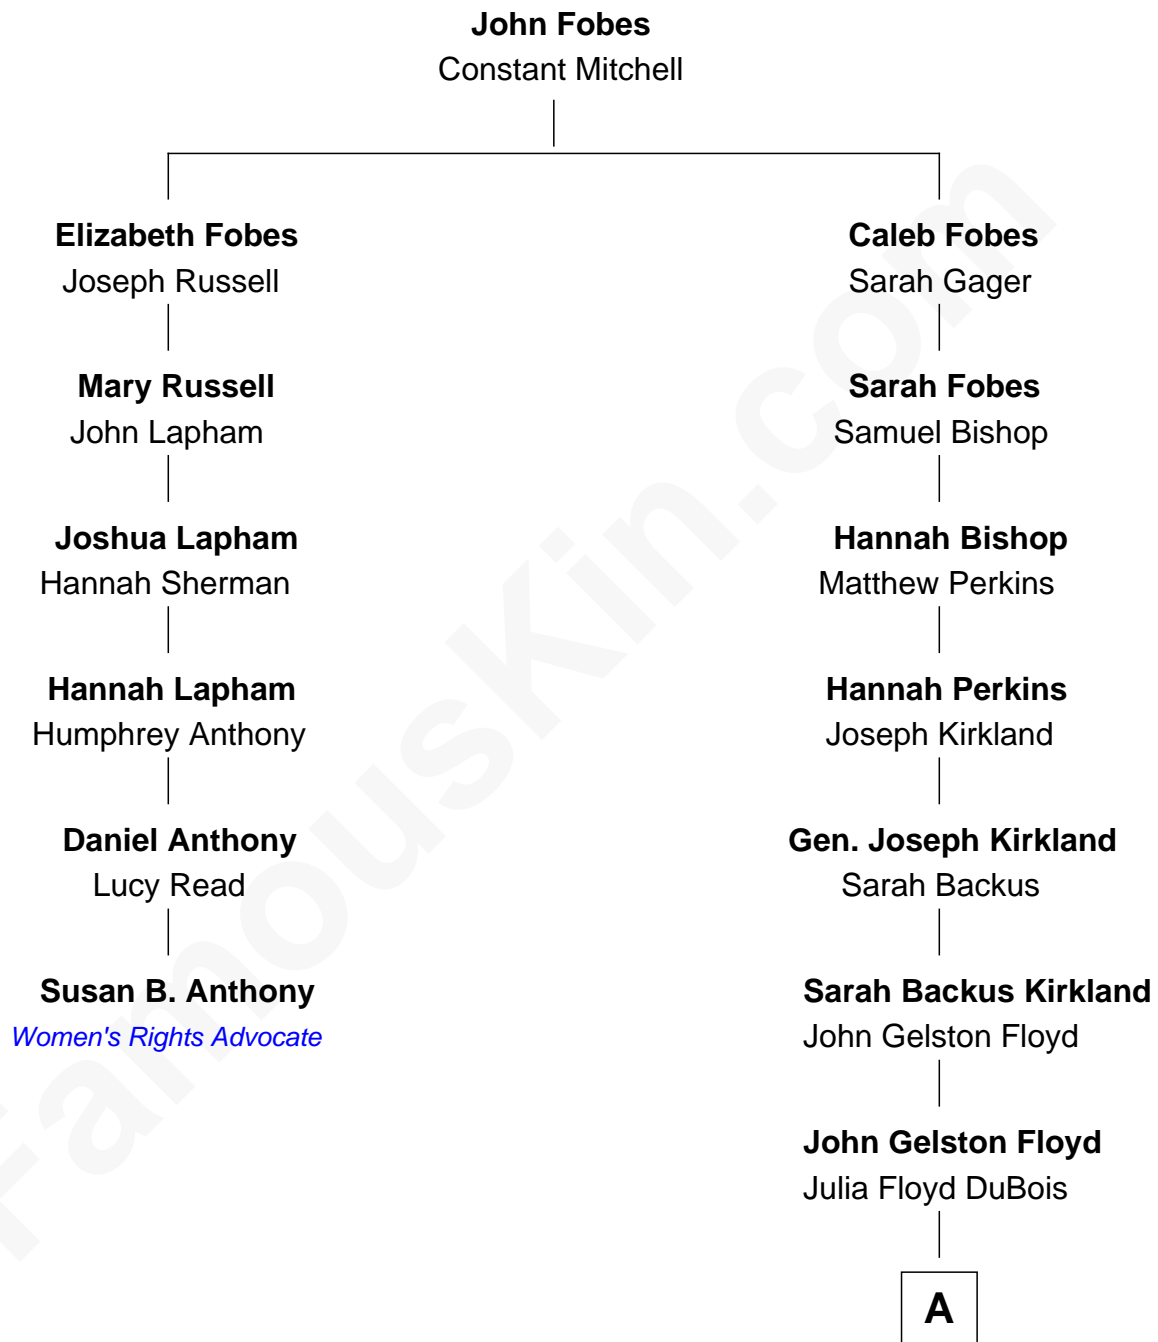 John Fobes
Constant Mitchell
Elizabeth Fobes
Joseph Russell
Caleb Fobes
Sarah Gager
Mary Russell
John Lapham
Sarah Fobes
Samuel Bishop
Joshua Lapham
Hannah Sherman
Hannah Bishop
Matthew Perkins
Hannah Lapham
Humphrey Anthony
Hannah Perkins
Joseph Kirkland
Daniel Anthony
Lucy Read
Gen. Joseph Kirkland
Sarah Backus
Susan B. Anthony
Women's Rights Advocate
Sarah Backus Kirkland
John Gelston Floyd
John Gelston Floyd
Julia Floyd DuBois
A
FamousKin.com